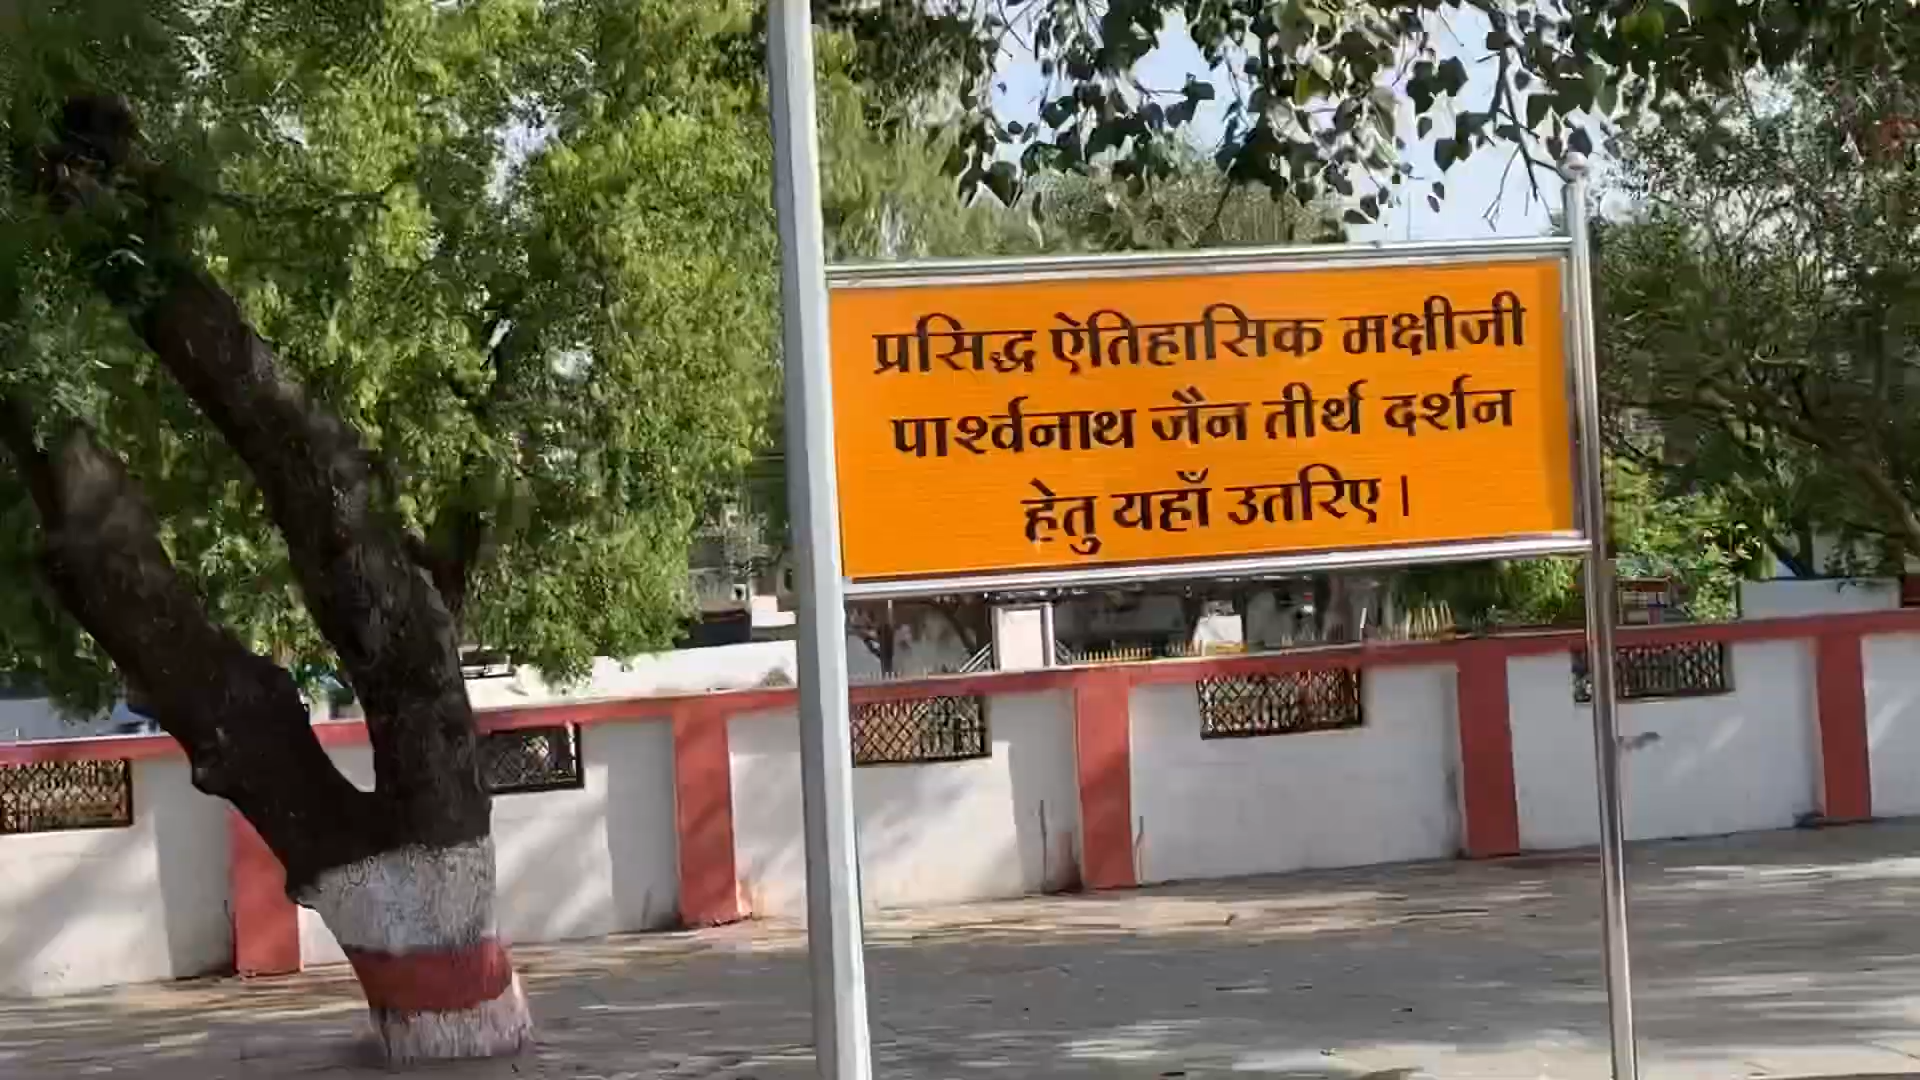 प्रसिद्ध ऐतिहासिक मक्षीजी
पार्श्वनाथ जैन तीर्थ दर्शन
हेतु यहाँ उतरिए।